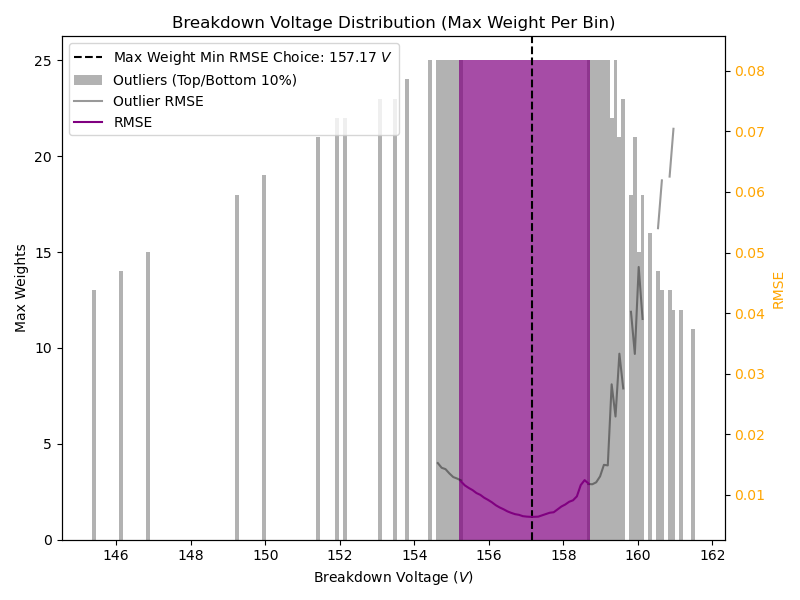 Breakdown Voltage Distribution (Max Weight Per Bin)
Max Weight Min RMSE Choice: 157.17 V
Outliers (Top/Bottom 10%)
Outlier RMSE
RMSE
Max Weights
25
20
15
10
5
0
146 148 150 152 154 156 158 160 162
Breakdown Voltage (V)
0.08
0.07
0.06
0.05
0.04
0.03
0.02
0.01
RMSE